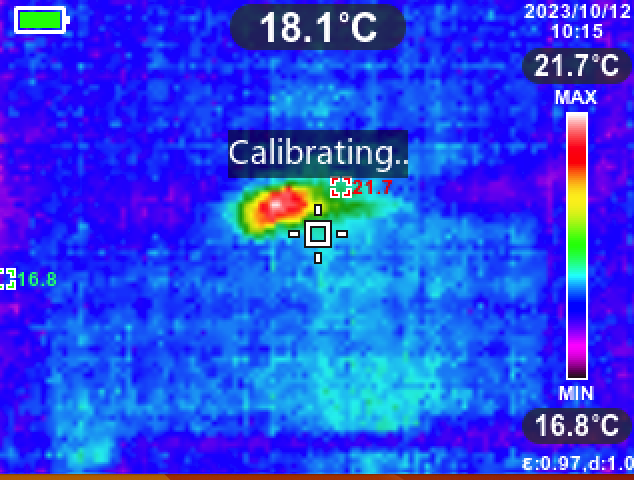 2023/10/12
10:15
18.1°C
21.7°C
MAX
Calibrating..
21.7
16.8
MIN
16.8°C
ε:0.97,d:1.0